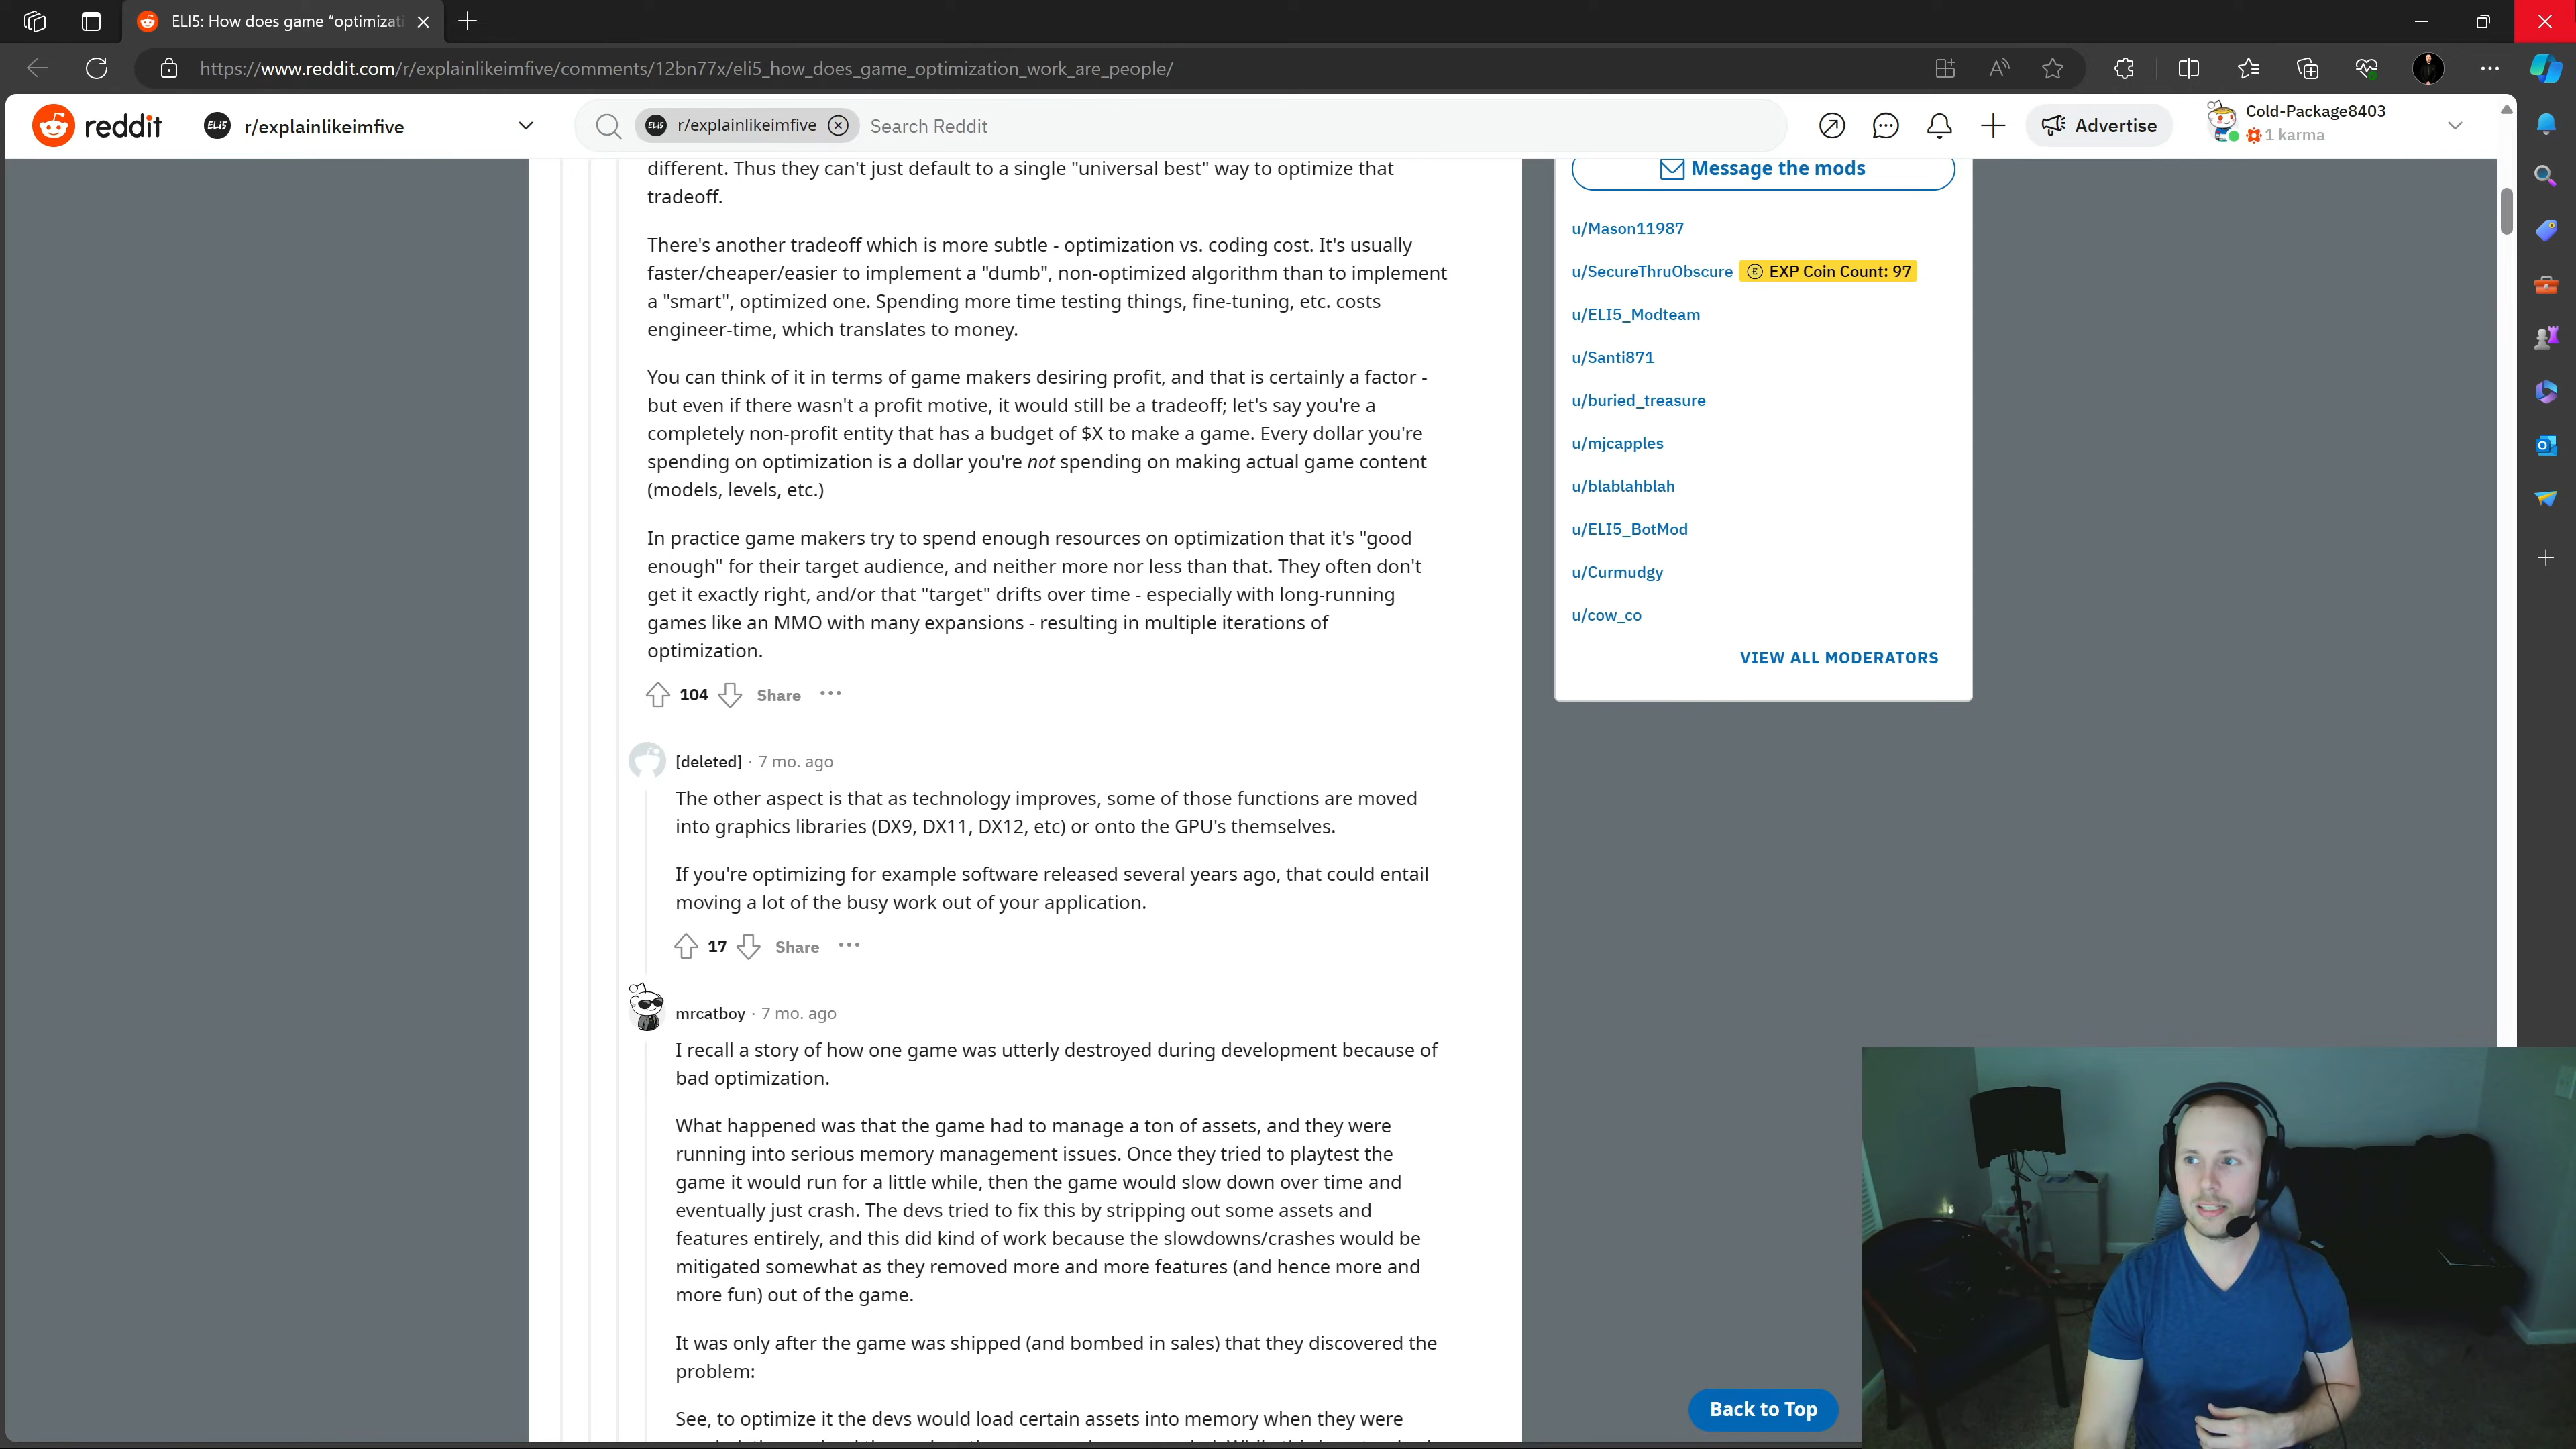 ELI5: How does game “optimizati
https://www.reddit.com/r/explainlikeimfive/comments/12bn77x/eli5_how_does_game_optimization_work_are_people/
reddit
ELI5
r/explainlikeimfive
ELI5
r/explainlikeimfive
Search Reddit
Advertise
Cold-Package8403
1 karma
different. Thus they can't just default to a single "universal best" way to optimize that
tradeoff.
There's another tradeoff which is more subtle - optimization vs. coding cost. It's usually
faster/cheaper/easier to implement a "dumb", non-optimized algorithm than to implement
a "smart", optimized one. Spending more time testing things, fine-tuning, etc. costs
engineer-time, which translates to money.
You can think of it in terms of game makers desiring profit, and that is certainly a factor -
but even if there wasn't a profit motive, it would still be a tradeoff; let's say you're a
completely non-profit entity that has a budget of $X to make a game. Every dollar you're
spending on optimization is a dollar you're not spending on making actual game content
(models, levels, etc.)
In practice game makers try to spend enough resources on optimization that it's "good
enough" for their target audience, and neither more nor less than that. They often don't
get it exactly right, and/or that "target" drifts over time - especially with long-running
games like an MMO with many expansions - resulting in multiple iterations of
optimization.
104 Share
[deleted] · 7 mo. ago
The other aspect is that as technology improves, some of those functions are moved
into graphics libraries (DX9, DX11, DX12, etc) or onto the GPU's themselves.
If you're optimizing for example software released several years ago, that could entail
moving a lot of the busy work out of your application.
17 Share
mrcatboy · 7 mo. ago
I recall a story of how one game was utterly destroyed during development because of
bad optimization.
What happened was that the game had to manage a ton of assets, and they were
running into serious memory management issues. Once they tried to playtest the
game it would run for a little while, then the game would slow down over time and
eventually just crash. The devs tried to fix this by stripping out some assets and
features entirely, and this did kind of work because the slowdowns/crashes would be
mitigated somewhat as they removed more and more features (and hence more and
more fun) out of the game.
It was only after the game was shipped (and bombed in sales) that they discovered the
problem:
See, to optimize it the devs would load certain assets into memory when they were
Message the mods
u/Mason11987
u/SecureThruObscure EXP Coin Count: 97
u/ELI5_Modteam
u/Santi871
u/buried_treasure
u/mjcapples
u/blablahblah
u/ELI5_BotMod
u/Curmudgy
u/cow_co
VIEW ALL MODERATORS
Back to Top